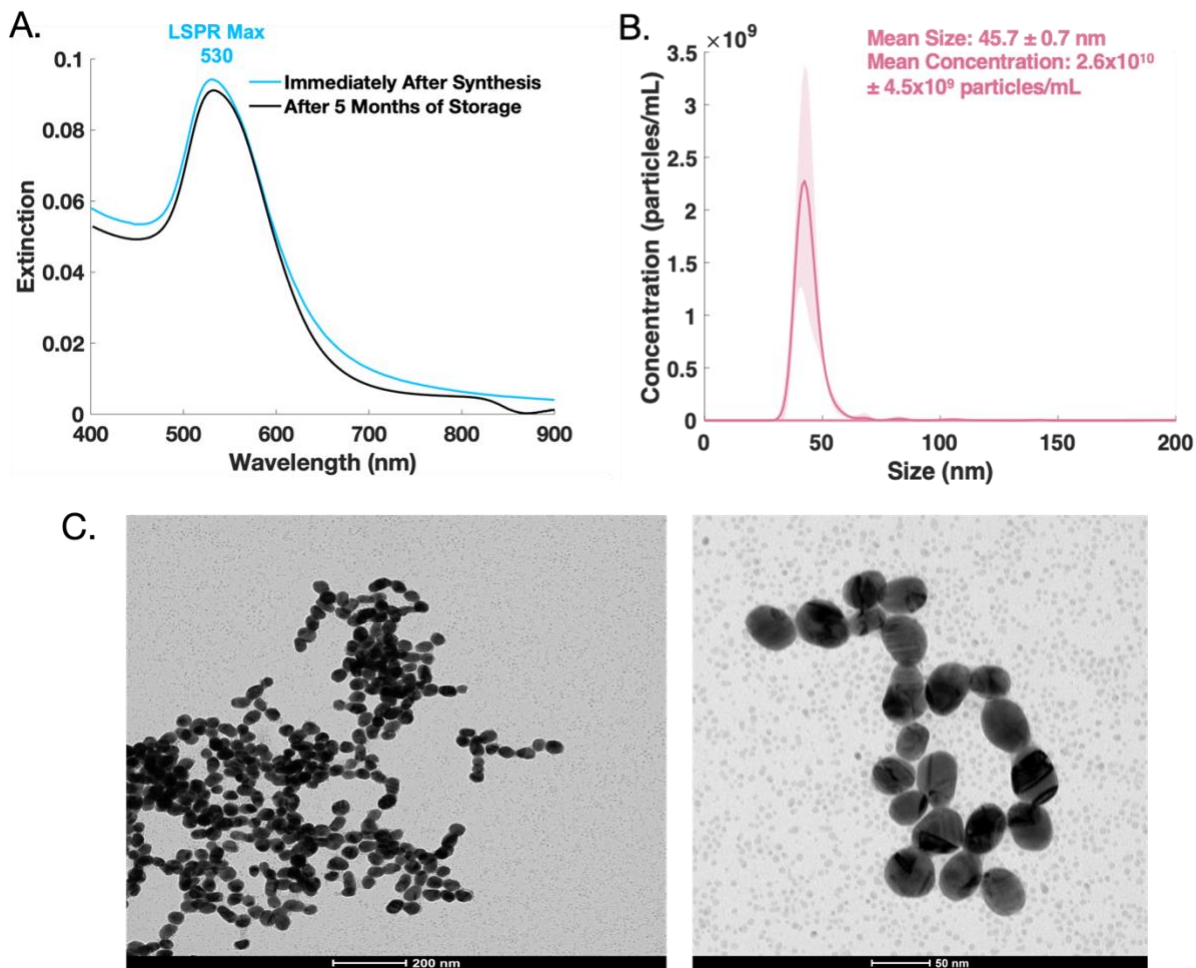 A.
LSPR Max
530
Immediately After Synthesis
After 5 Months of Storage
0.1
0.08
0.06
0.04
0.02
0
Extinction
400 500 600 700 800 900
Wavelength (nm)
B.
×10⁹
Mean Size: 45.7 ± 0.7 nm
Mean Concentration: 2.6x10¹⁰
± 4.5x10⁹ particles/mL
3.5
3
2.5
2
1.5
1
0.5
0
Concentration (particles/mL)
0 50 100 150 200
Size (nm)
C.
200 nm
50 nm